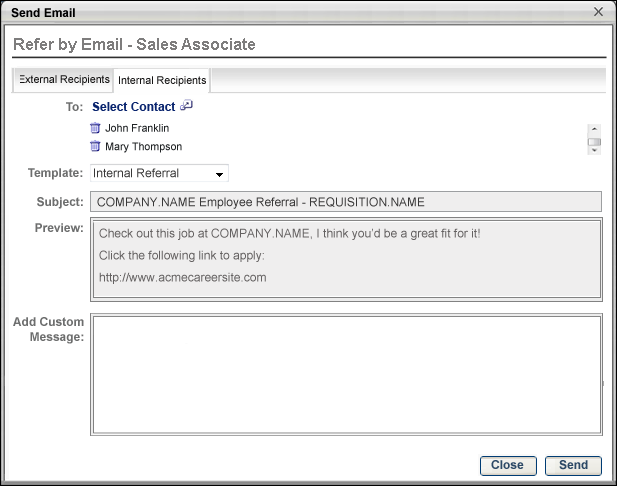 Send Email
Refer by Email - Sales Associate
External Recipients Internal Recipients
To: Select Contact
John Franklin
Mary Thompson
Template: Internal Referral
Subject: COMPANY.NAME Employee Referral - REQUISITION.NAME
Preview: Check out this job at COMPANY.NAME, I think you'd be a great fit for it!
Click the following link to apply:
http://www.acmecareersite.com
Add Custom
Message:
Close Send